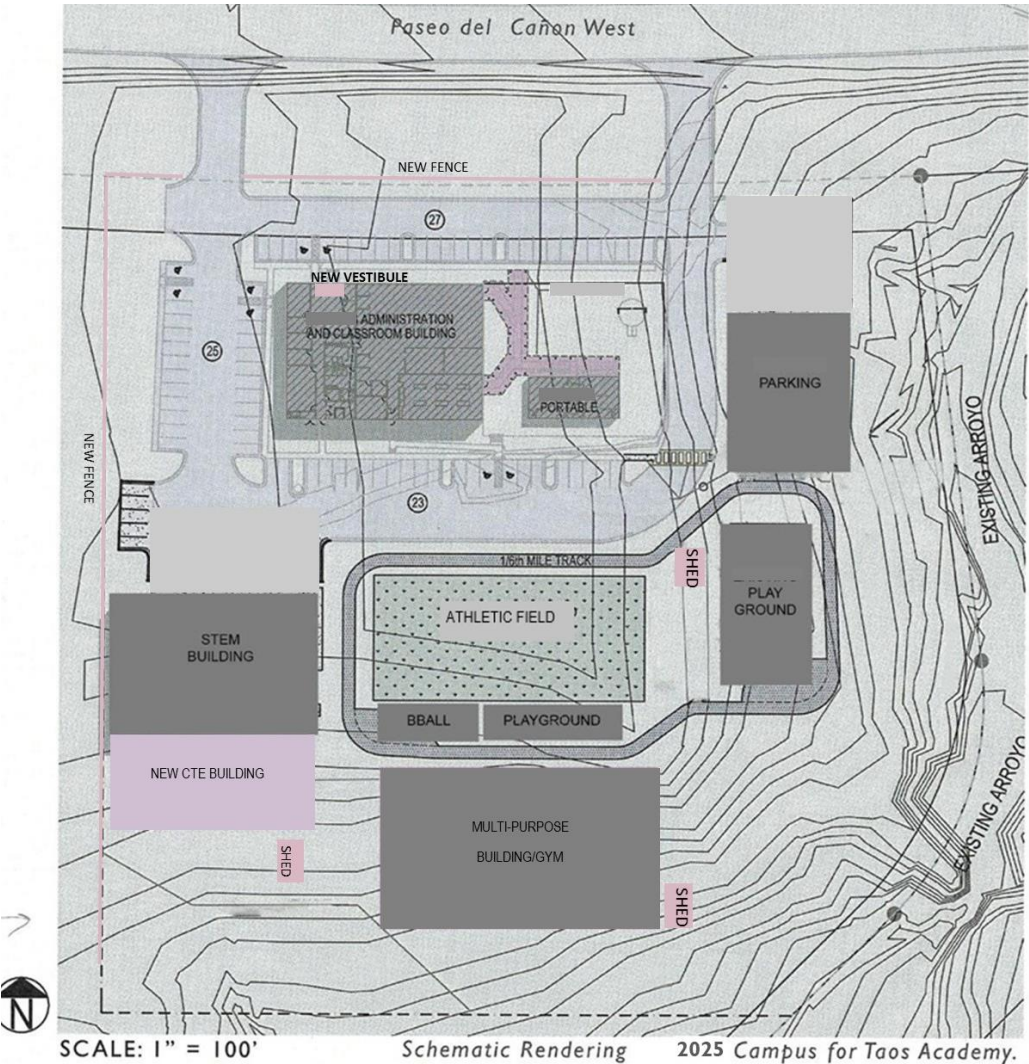 Paseo del Cañon West
NEW FENCE
27
NEW VESTIBULE
ADMINISTRATION
AND CLASSROOM BUILDING
25
PARKING
PORTABLE
NEW FENCE
EXISTING ARROYO
23
1/6th MILE TRACK
SHED
PLAY
GROUND
ATHLETIC FIELD
STEM
BUILDING
BBALL
PLAYGROUND
NEW CTE BUILDING
EXISTING ARROYO
MULTI-PURPOSE
BUILDING/GYM
SHED
SHED
N
SCALE: 1" = 100'
Schematic Rendering
2025 Campus for Taos Academy